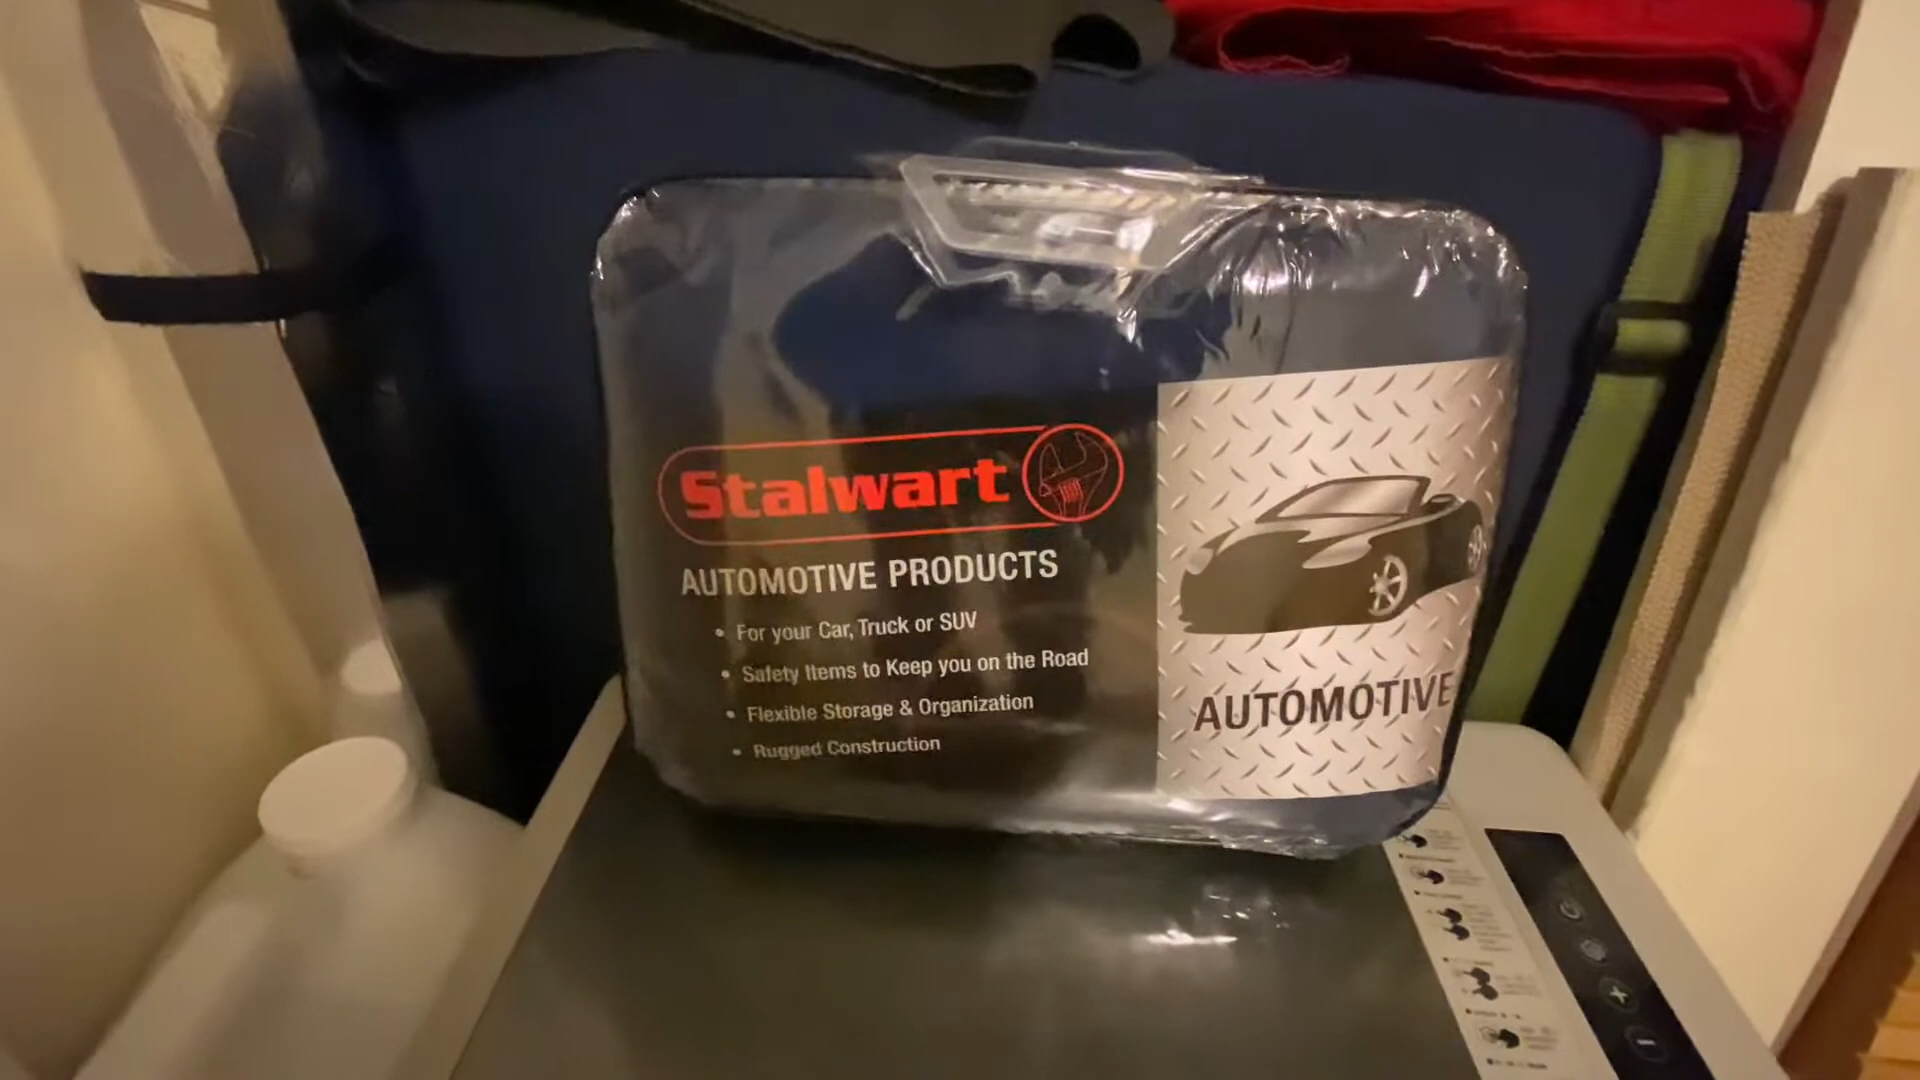 Stalwart
AUTOMOTIVE PRODUCTS
• For your Car, Truck or SUV
• Safety Items to Keep you on the Road
• Flexible Storage & Organization
• Rugged Construction
AUTOMOTIVE